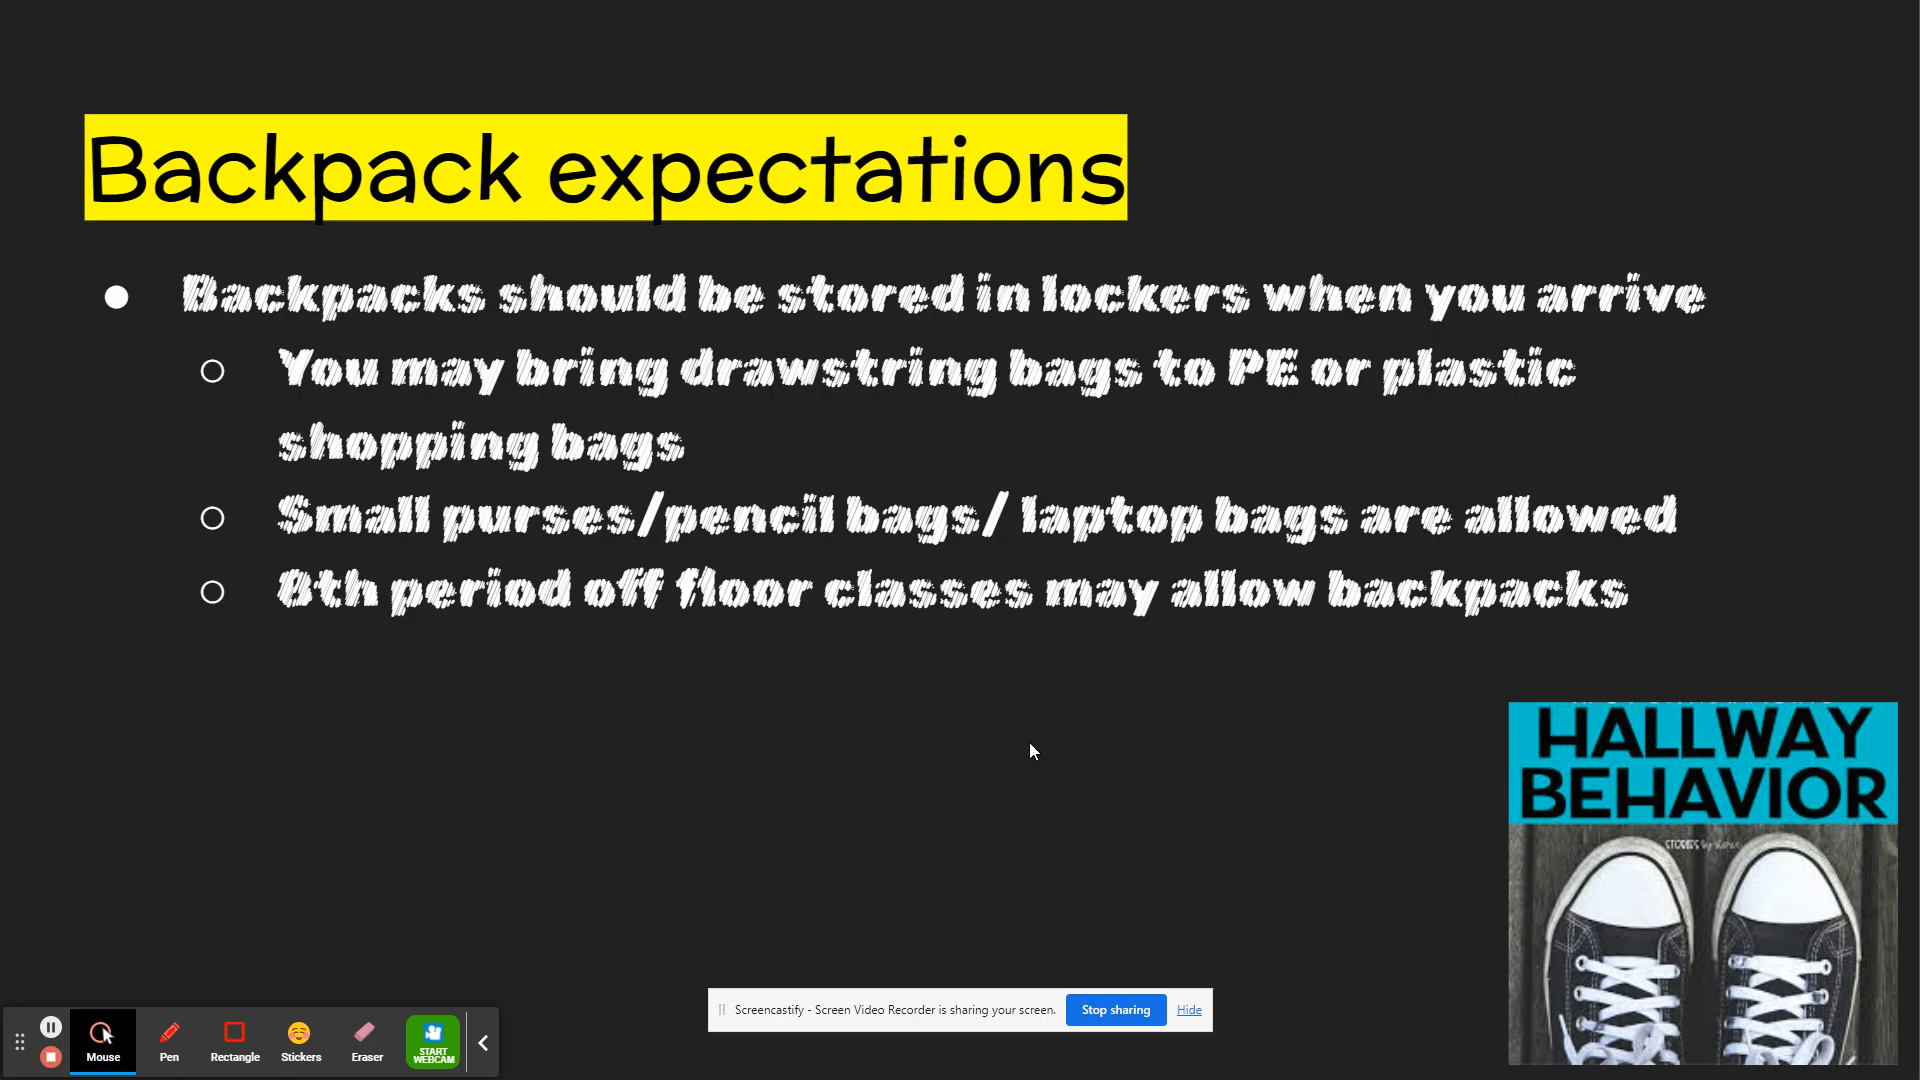 Backpack expectations
Backpacks should be stored in lockers when you arrive
You may bring drawstring bags to PE or plastic
shopping bags
Small purses/pencil bags/ laptop bags are allowed
8th period off floor classes may allow backpacks
HALLWAY
BEHAVIOR
Screencastify - Screen Video Recorder is sharing your screen.
Stop sharing
Hide
Mouse
Pen
Rectangle
Stickers
Eraser
START
WEBCAM